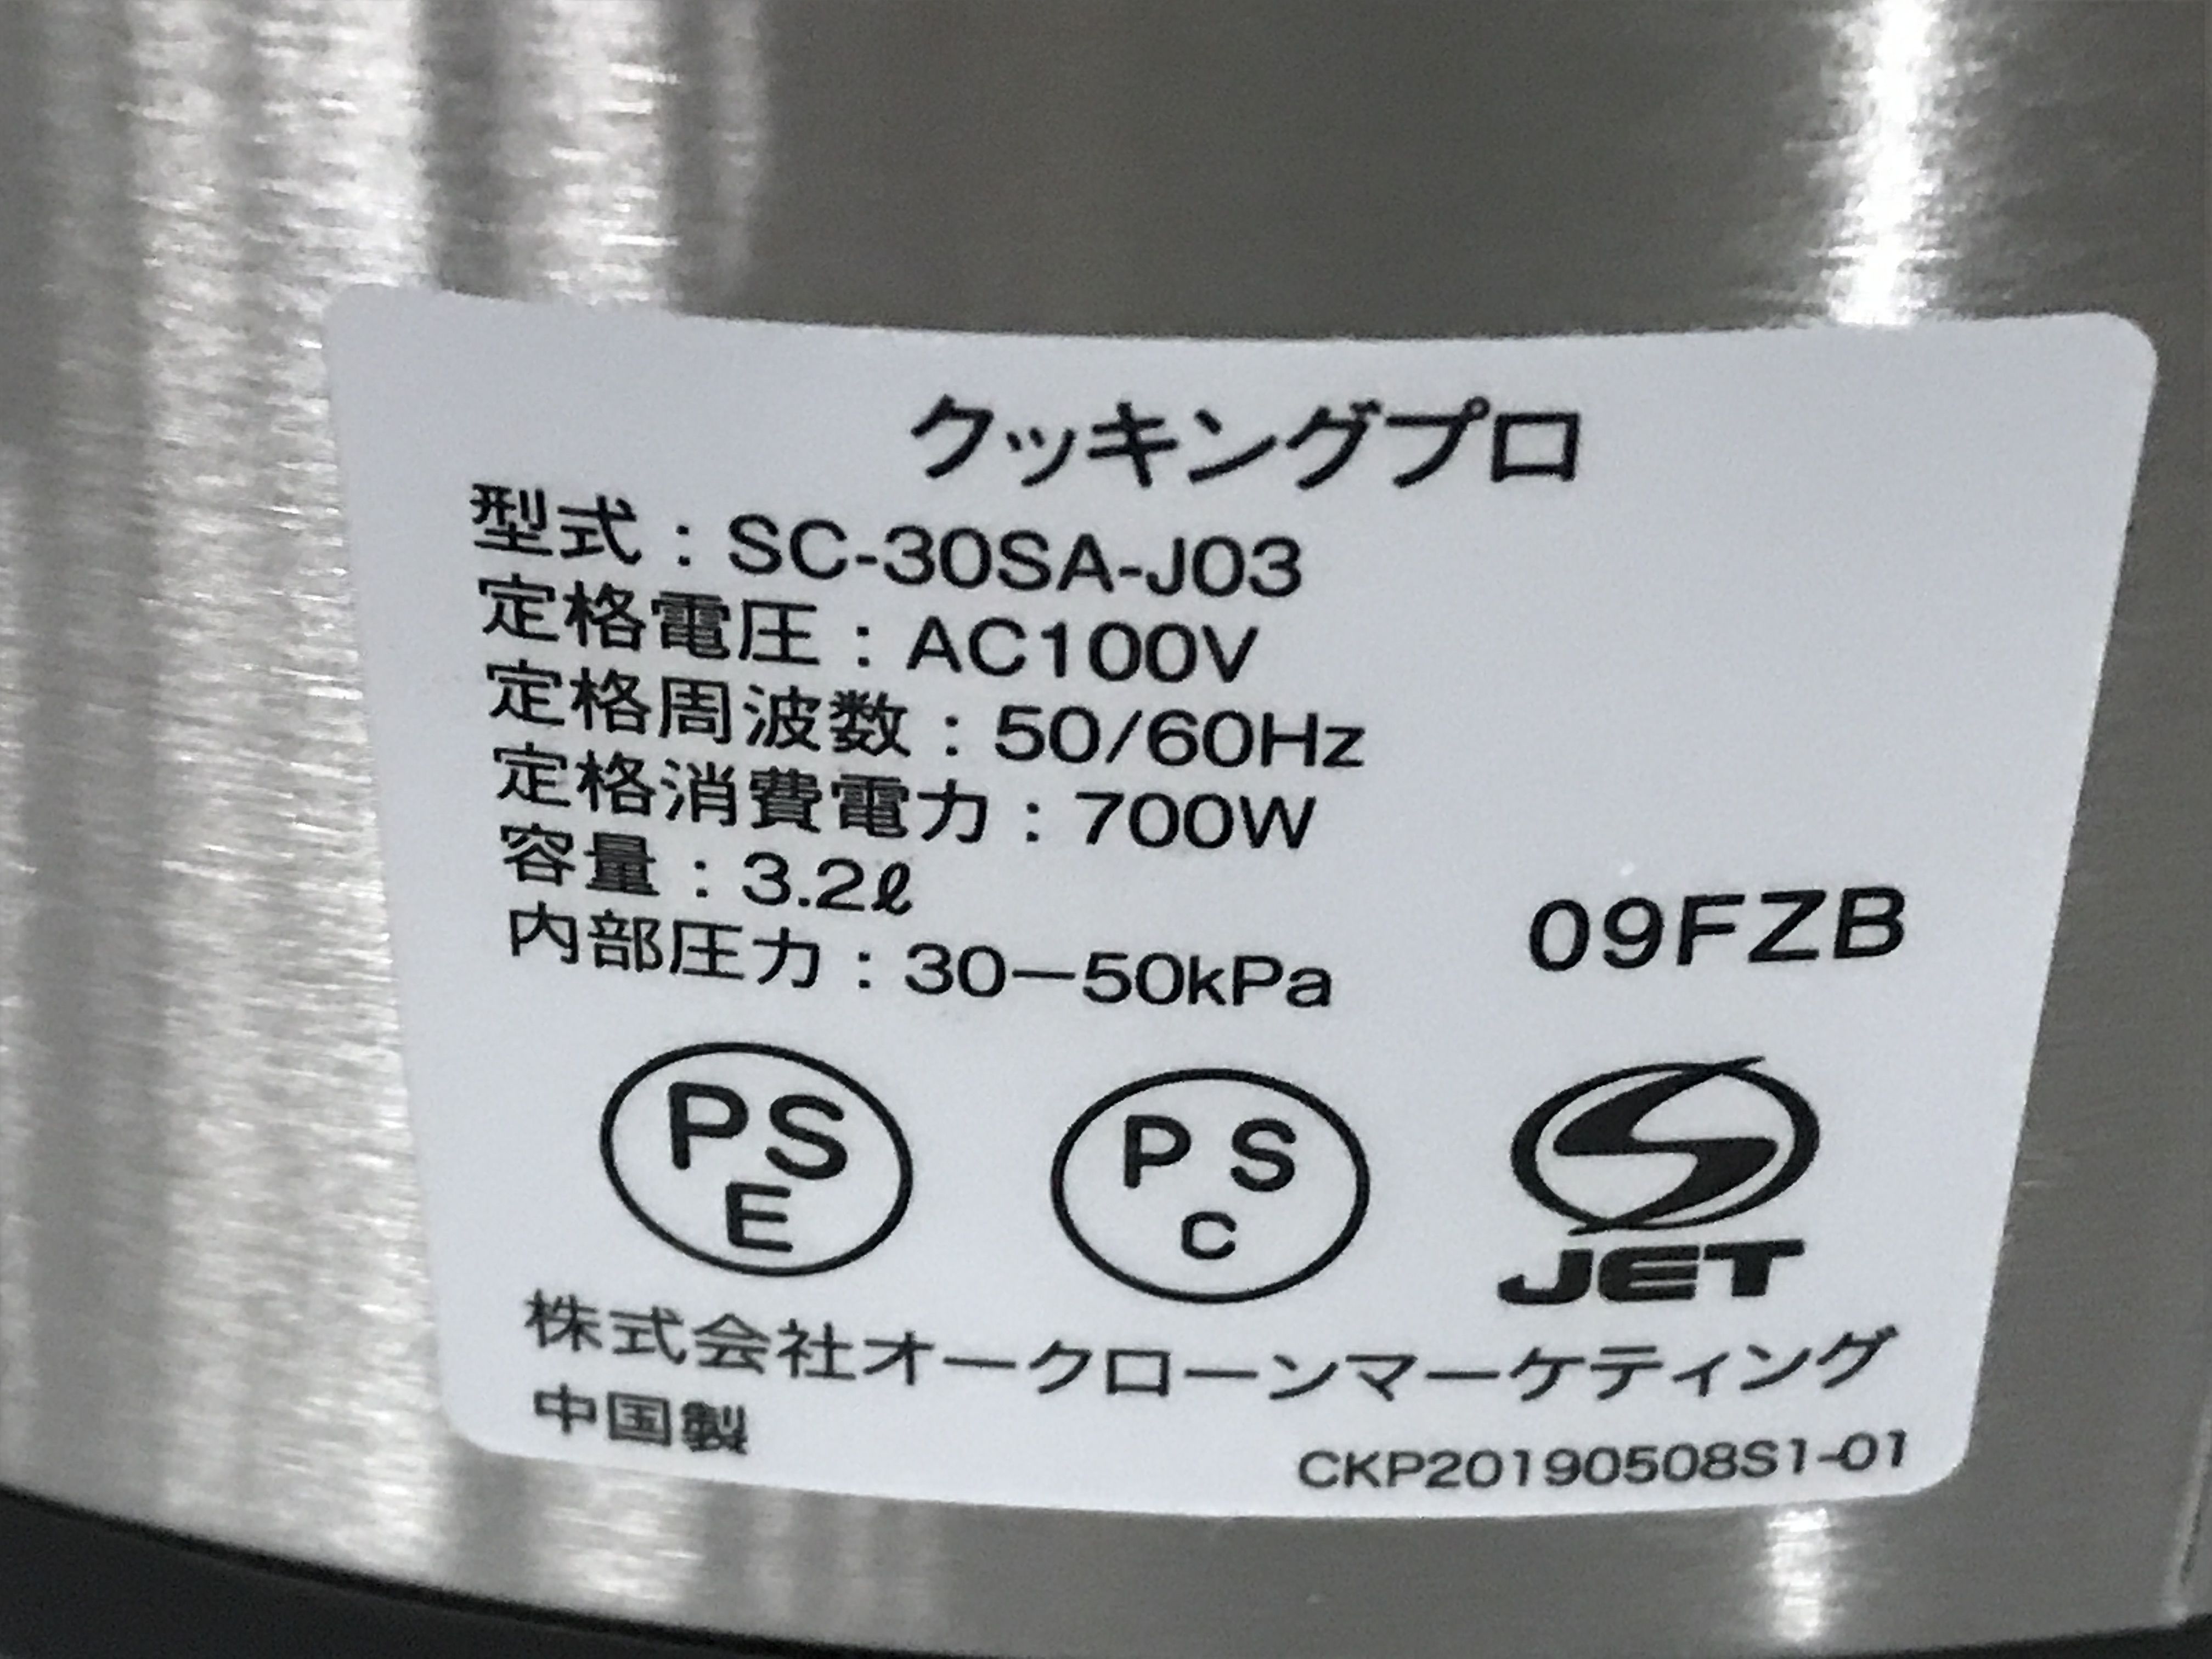 クッキングプロ
型式：SC-30SA-J03
定格電圧：AC100V
定格周波数：50/60Hz
定格消費電力：700W
容量：3.2ℓ
内部圧力：30－50kPa
09FZB
PS
E
PS
C
JET
株式会社オークローンマーケティング
中国製
CKP20190508S1-01